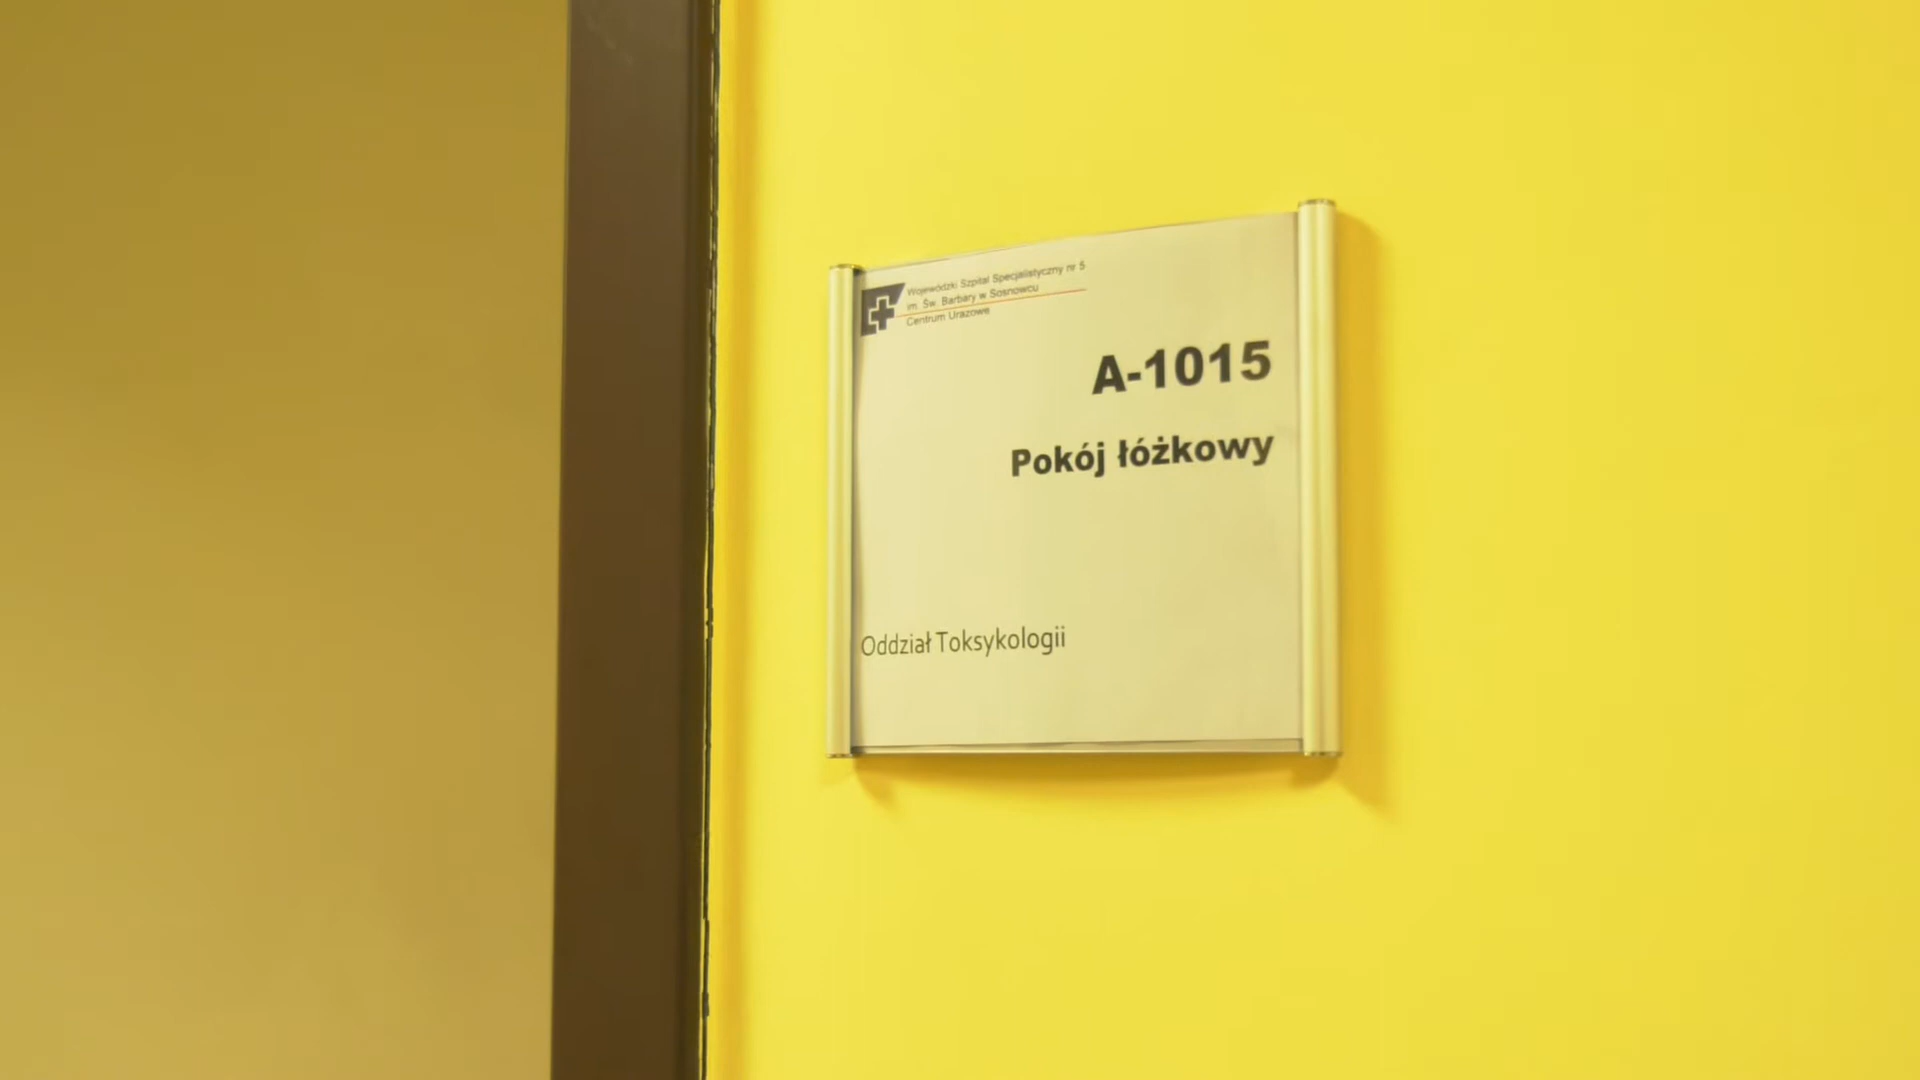 Wojewódzki Szpital Specjalistyczny nr 5
im. Św. Barbary w Sosnowcu
Centrum Urazowe
A-1015
Pokój łóżkowy
Oddział Toksykologii